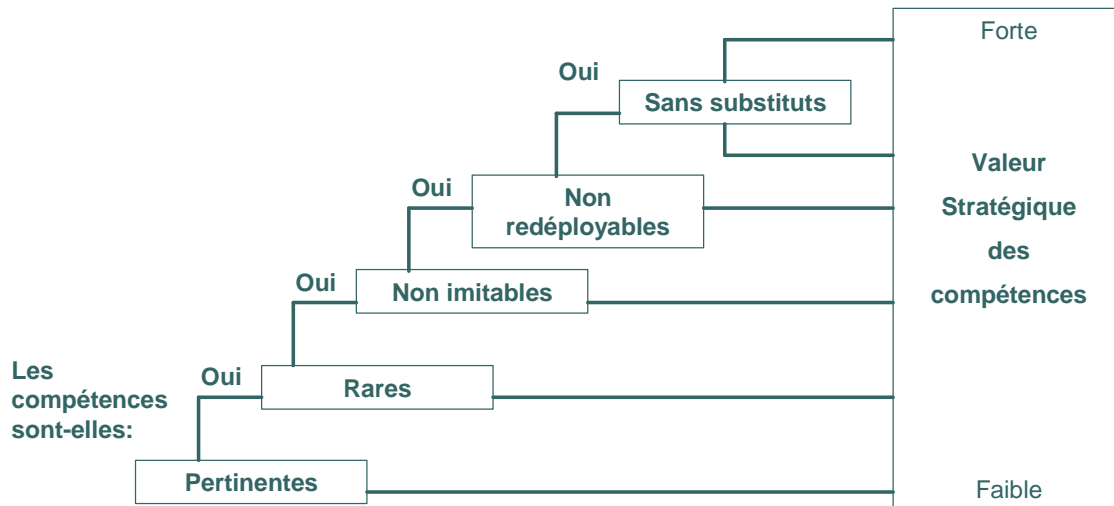 Forte
Oui
Sans substituts
Valeur
Stratégique
des
compétences
Oui
Non
redéployables
Oui
Non imitables
Les
compétences
sont-elles:
Oui
Rares
Pertinentes
Faible